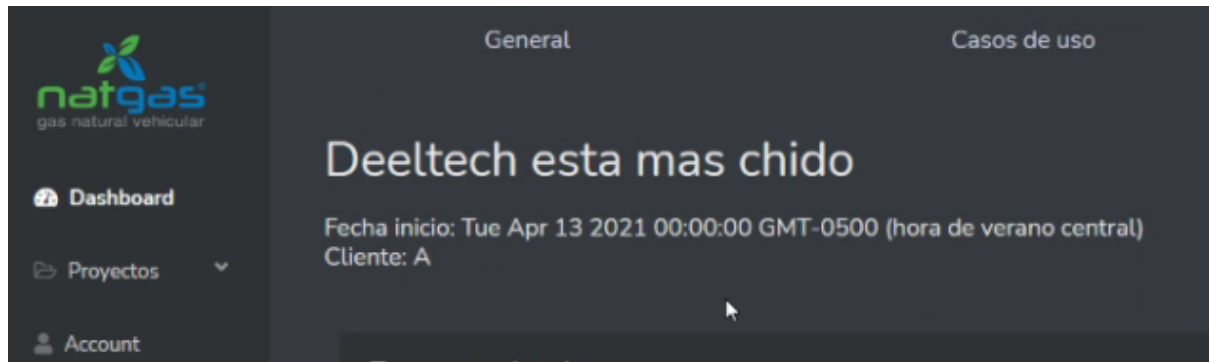 natgas
gas natural vehicular
General
Casos de uso
Deeltech esta mas chido
Fecha inicio: Tue Apr 13 2021 00:00:00 GMT-0500 (hora de verano central)
Cliente: A
Dashboard
Proyectos
Account